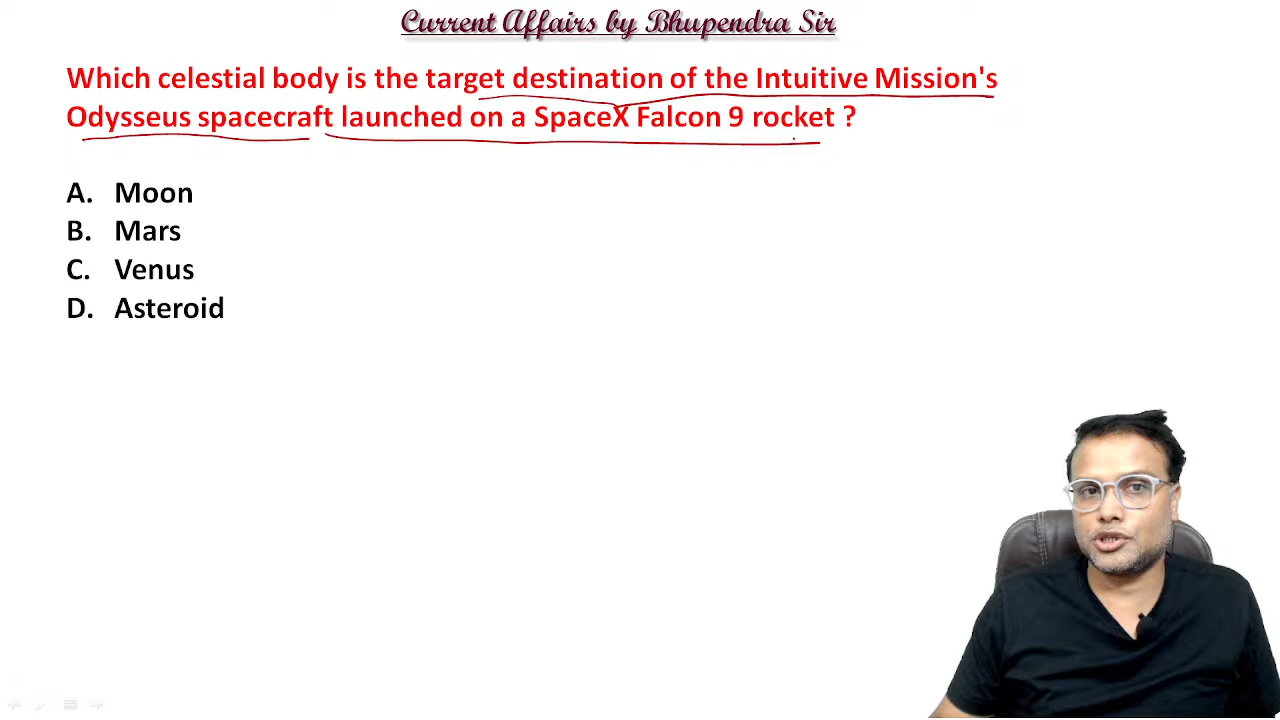 Current Affairs by Bhupendra Sir
Which celestial body is the target destination of the Intuitive Mission's
Odysseus spacecraft launched on a SpaceX Falcon 9 rocket ?
A. Moon
B. Mars
C. Venus
D. Asteroid